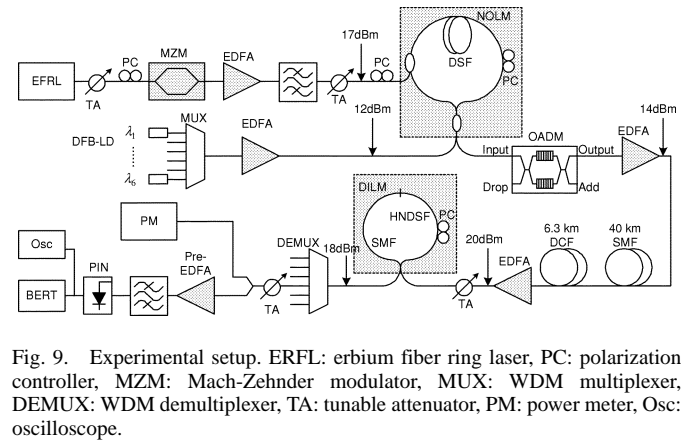 NOLM
17dBm
PC
MZM
EDFA
PC
DSF
PC
EFRL
TA
TA
12dBm
14dBm
MUX
EDFA
OADM
EDFA
DFB-LD
λ1
λ6
Input
Output
Drop
Add
DILM
PM
HNDSF
PC
6.3 km
DCF
40 km
SMF
DEMUX
18dBm
SMF
20dBm
Osc
Pre-
EDFA
EDFA
PIN
BERT
TA
TA
Fig. 9. Experimental setup. ERFL: erbium fiber ring laser, PC: polarization
controller, MZM: Mach-Zehnder modulator, MUX: WDM multiplexer,
DEMUX: WDM demultiplexer, TA: tunable attenuator, PM: power meter, Osc:
oscilloscope.